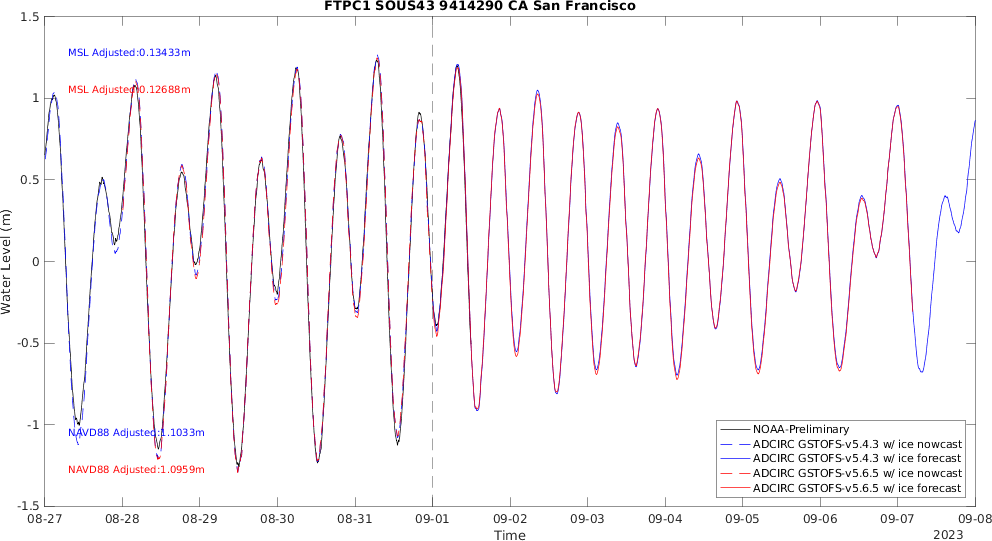 FTPC1 SOUS43 9414290 CA San Francisco
MSL Adjusted:0.13433m
MSL Adjusted:0.12688m
NAVD88 Adjusted:1.1033m
NAVD88 Adjusted:1.0959m
Water Level (m)
1.5
1
0.5
0
-0.5
-1
-1.5
NOAA-Preliminary
ADCIRC GSTOFS-v5.4.3 w/ ice nowcast
ADCIRC GSTOFS-v5.4.3 w/ ice forecast
ADCIRC GSTOFS-v5.6.5 w/ ice nowcast
ADCIRC GSTOFS-v5.6.5 w/ ice forecast
08-27 08-28 08-29 08-30 08-31 09-01 09-02 09-03 09-04 09-05 09-06 09-07 09-08
Time
2023